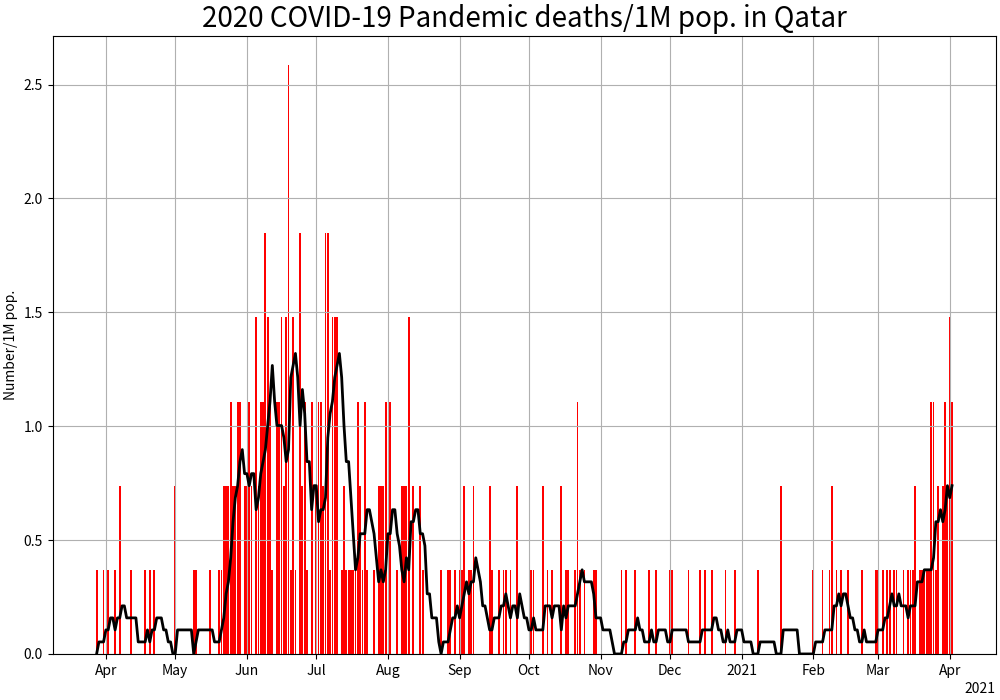 2020 COVID-19 Pandemic deaths/1M pop. in Qatar
Number/1M pop.
2.5
2.0
1.5
1.0
0.5
0.0
Apr May Jun Jul Aug Sep Oct Nov Dec 2021 Feb Mar Apr
2021